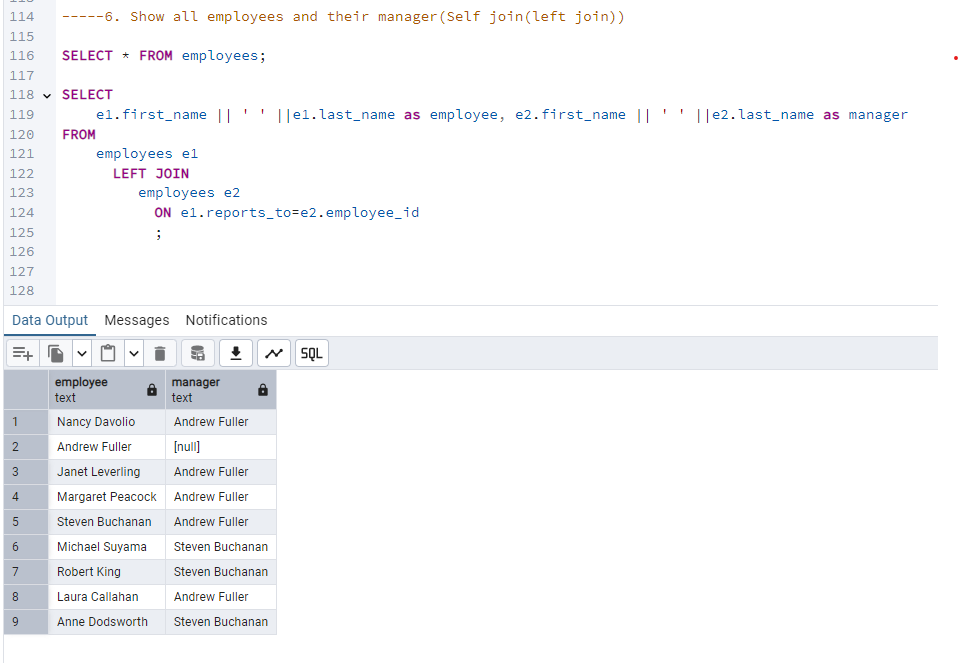 114 -----6. Show all employees and their manager(Self join(left join))
115
116 SELECT * FROM employees;
117
118 SELECT
119 e1.first_name || ' ' ||e1.last_name as employee, e2.first_name || ' ' ||e2.last_name as manager
120 FROM
121 employees e1
122 LEFT JOIN
123 employees e2
124 ON e1.reports_to=e2.employee_id
125 ;
126
127
128
Data Output Messages Notifications
SQL
employee manager
text text
1 Nancy Davolio Andrew Fuller
2 Andrew Fuller [null]
3 Janet Leverling Andrew Fuller
4 Margaret Peacock Andrew Fuller
5 Steven Buchanan Andrew Fuller
6 Michael Suyama Steven Buchanan
7 Robert King Steven Buchanan
8 Laura Callahan Andrew Fuller
9 Anne Dodsworth Steven Buchanan